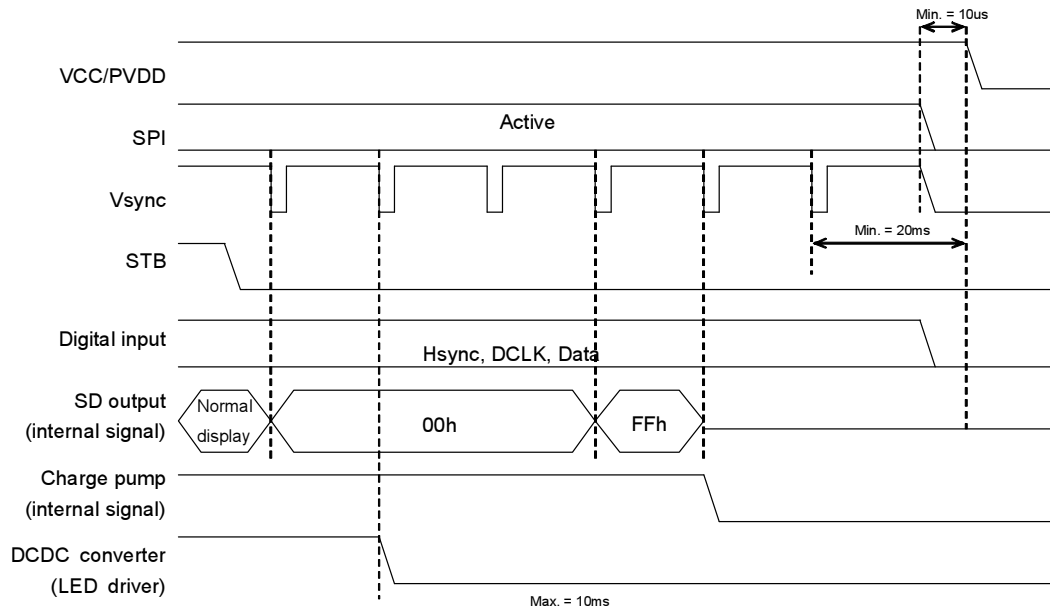 Min. = 10us
VCC/PVDD
Active
SPI
Vsync
Min. = 20ms
STB
Digital input
Hsync, DCLK, Data
SD output
(internal signal)
Normal
display
00h
FFh
Charge pump
(internal signal)
DCDC converter
(LED driver)
Max. = 10ms